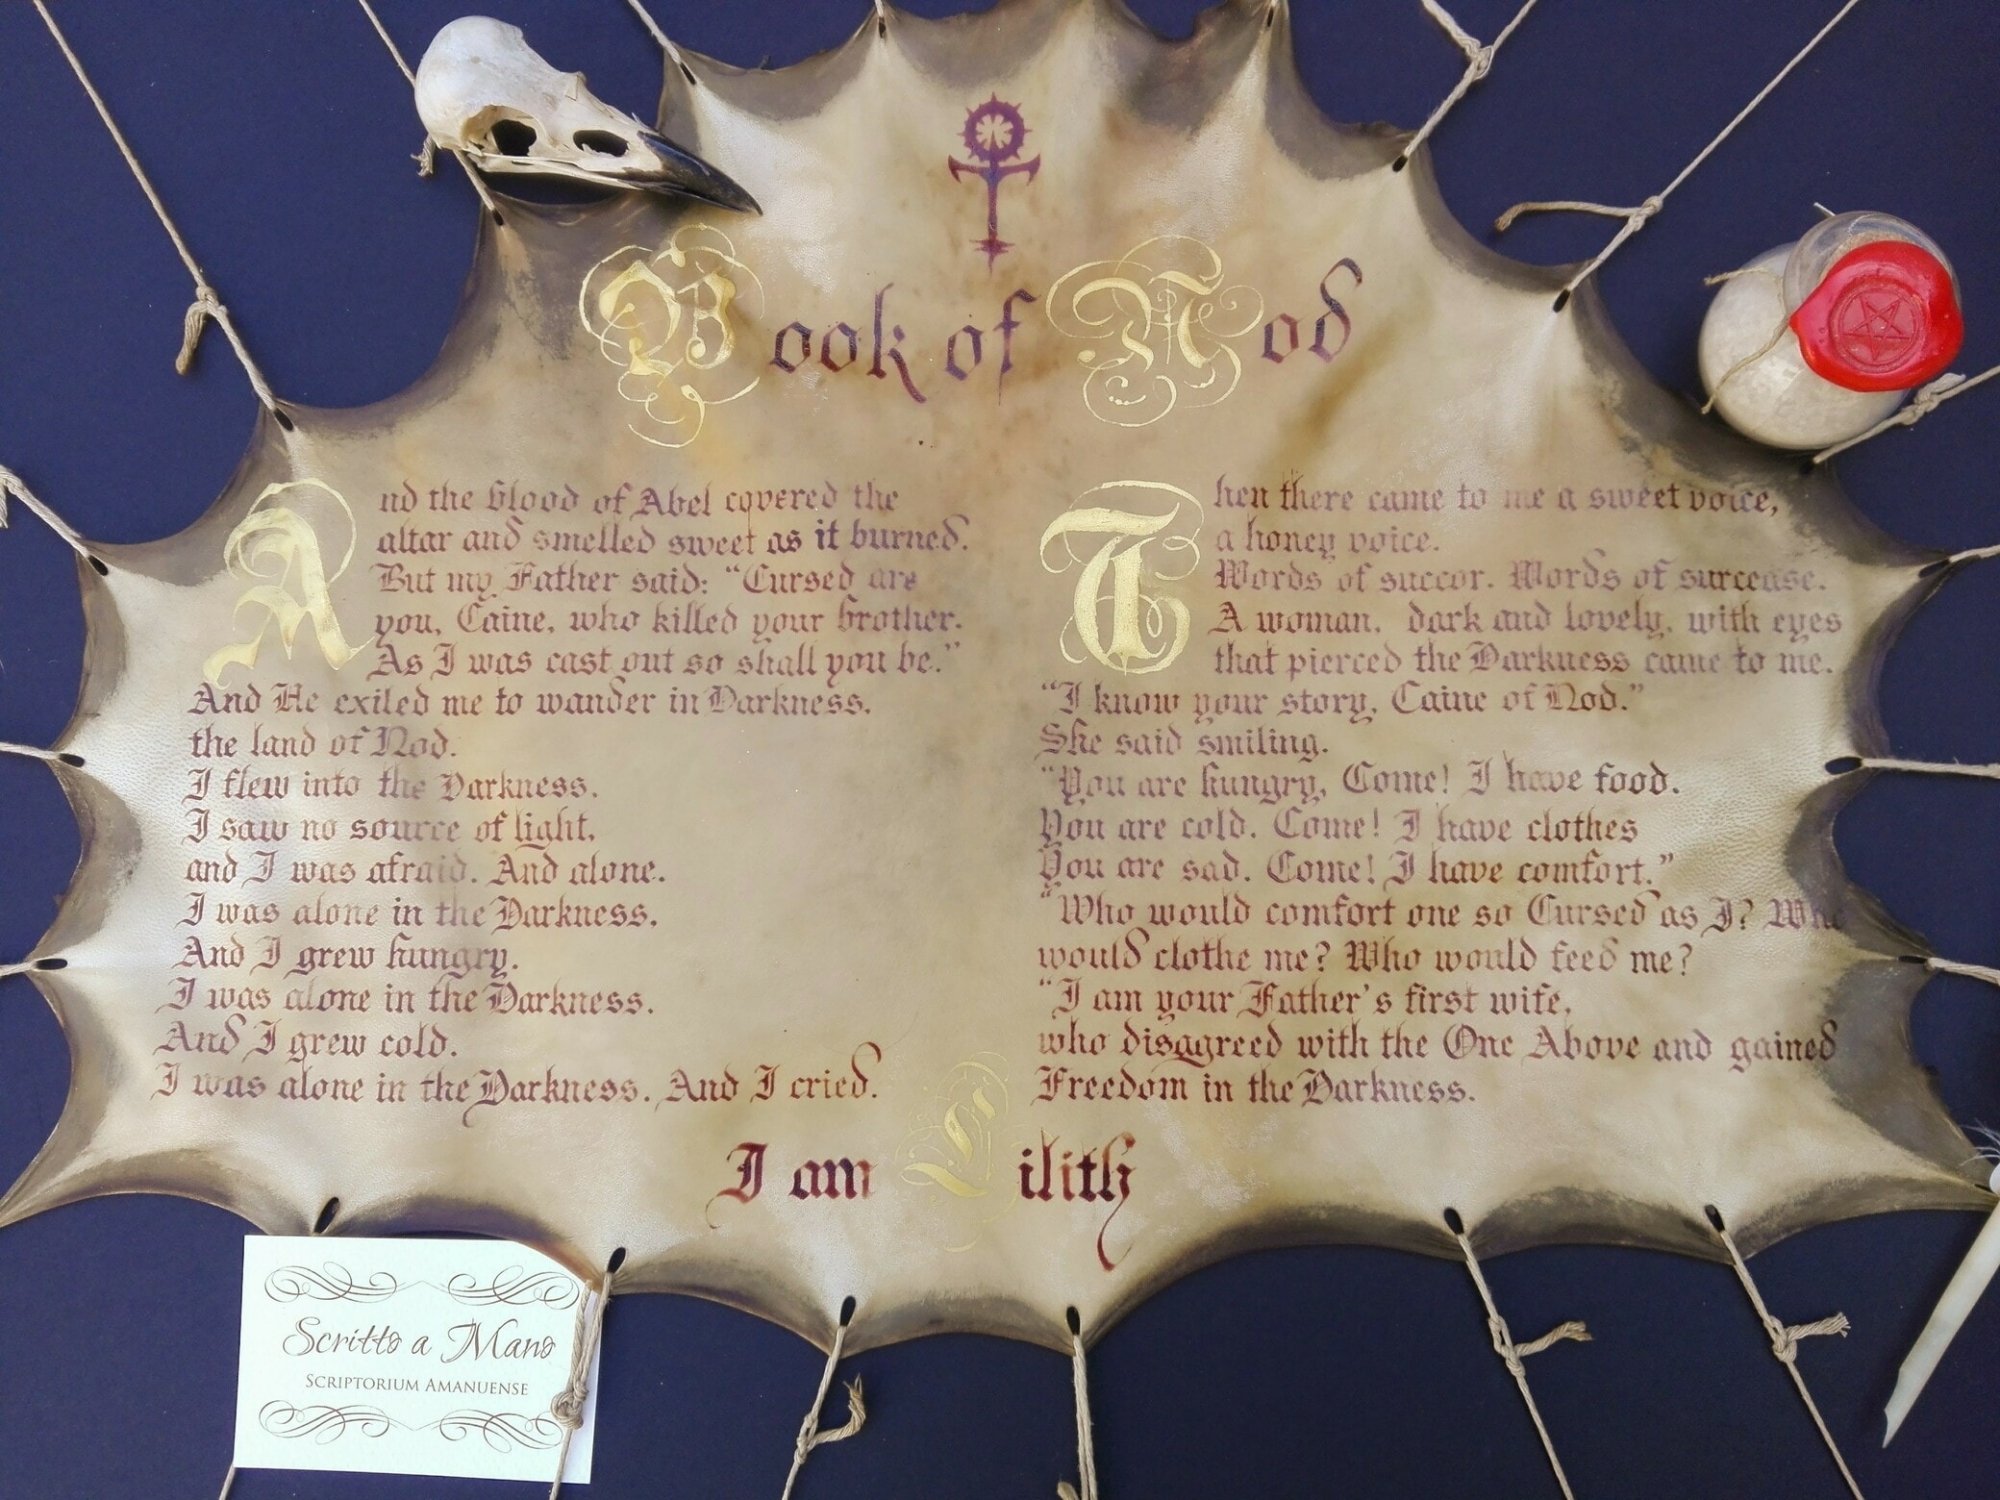 Book of Nod
And the blood of Abel covered the
altar and smelled sweet as it burned.
But my Father said: "Cursed are
you, Caine, who killed your brother.
As I was cast out so shall you be."
And He exiled me to wander in Darkness,
the land of Nod.
I flew into the Darkness.
I saw no source of light,
and I was afraid. And alone.
I was alone in the Darkness,
And I grew hungry.
I was alone in the Darkness.
And I grew cold.
I was alone in the Darkness. And I cried.
Then there came to me a sweet voice,
a honey voice.
Words of succor. Words of surcease.
A woman, dark and lovely, with eyes
that pierced the Darkness came to me.
"I know your story, Caine of Nod."
She said smiling.
"You are hungry, Come! I have food.
You are cold. Come! I have clothes
You are sad. Come! I have comfort."
"Who would comfort one so Cursed as I? Who
would clothe me? Who would feed me?
"I am your Father's first wife,
who disagreed with the One Above and gained
Freedom in the Darkness.
I am Lilith
Scritto a Mano
Scriptorium Amanuense